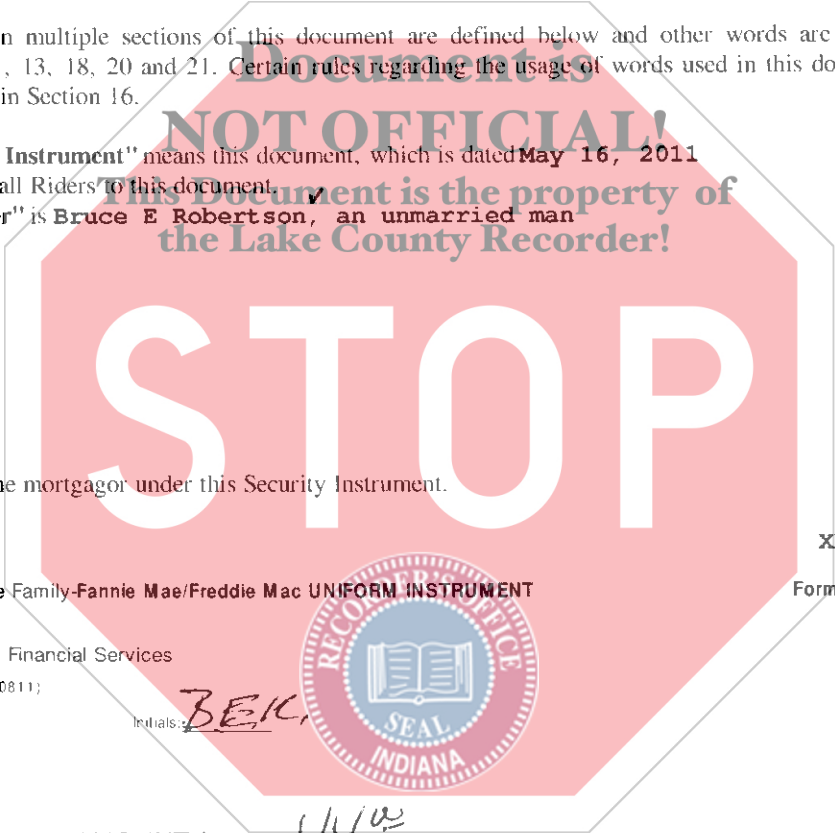 n multiple sections of this document are defined below and other words are
, 13, 18, 20 and 21. Certain rules regarding the usage of words used in this do
in Section 16.
Document is
NOT OFFICIAL!
This Document is the property of
the Lake County Recorder!
Instrument" means this document, which is dated May 16, 2011
all Riders to this document.
r" is Bruce E Robertson, an unmarried man
STOP
e mortgagor under this Security Instrument.
X
e Family-Fannie Mae/Freddie Mac UNIFORM INSTRUMENT
Form
Financial Services
0811)
Initials:
RECORDER'S OFFICE
SEAL
INDIANA